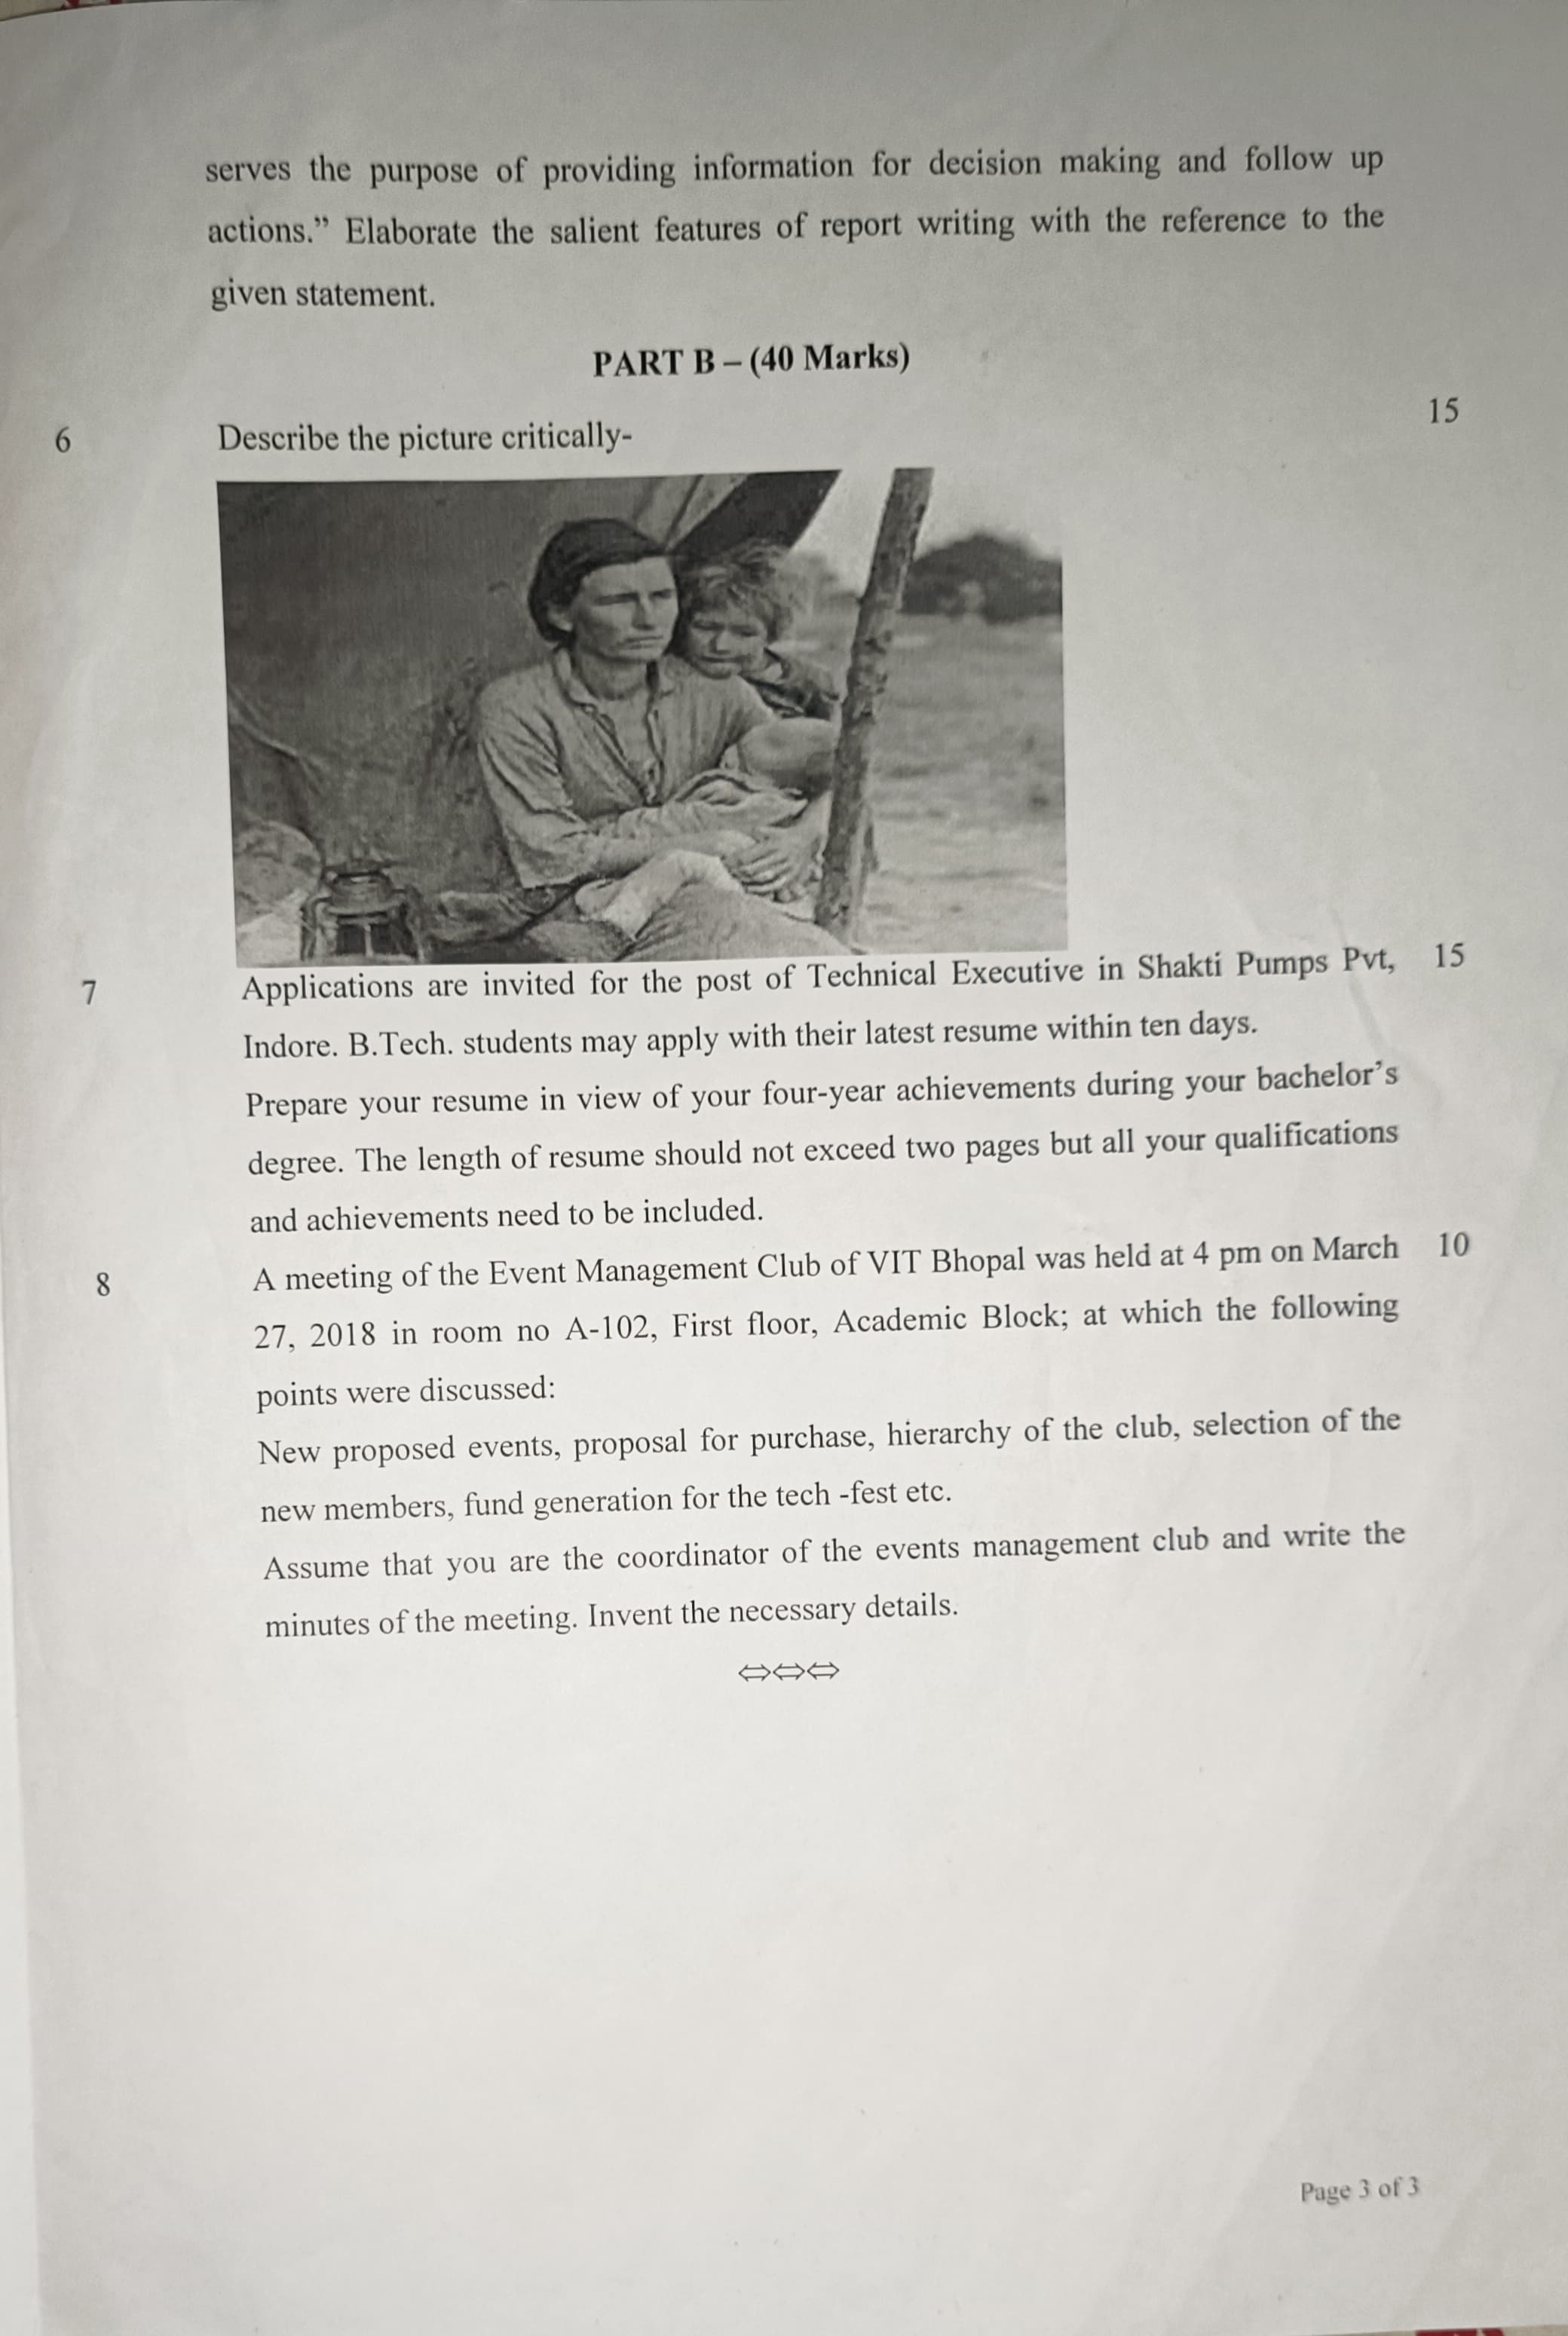 serves the purpose of providing information for decision making and follow up
actions.” Elaborate the salient features of report writing with the reference to the
given statement.
PART B – (40 Marks)
6 Describe the picture critically- 15
7 Applications are invited for the post of Technical Executive in Shakti Pumps Pvt, 15
Indore. B.Tech. students may apply with their latest resume within ten days.
Prepare your resume in view of your four-year achievements during your bachelor’s
degree. The length of resume should not exceed two pages but all your qualifications
and achievements need to be included.
8 A meeting of the Event Management Club of VIT Bhopal was held at 4 pm on March 10
27, 2018 in room no A-102, First floor, Academic Block; at which the following
points were discussed:
New proposed events, proposal for purchase, hierarchy of the club, selection of the
new members, fund generation for the tech -fest etc.
Assume that you are the coordinator of the events management club and write the
minutes of the meeting. Invent the necessary details.
⇔⇔⇔
Page 3 of 3